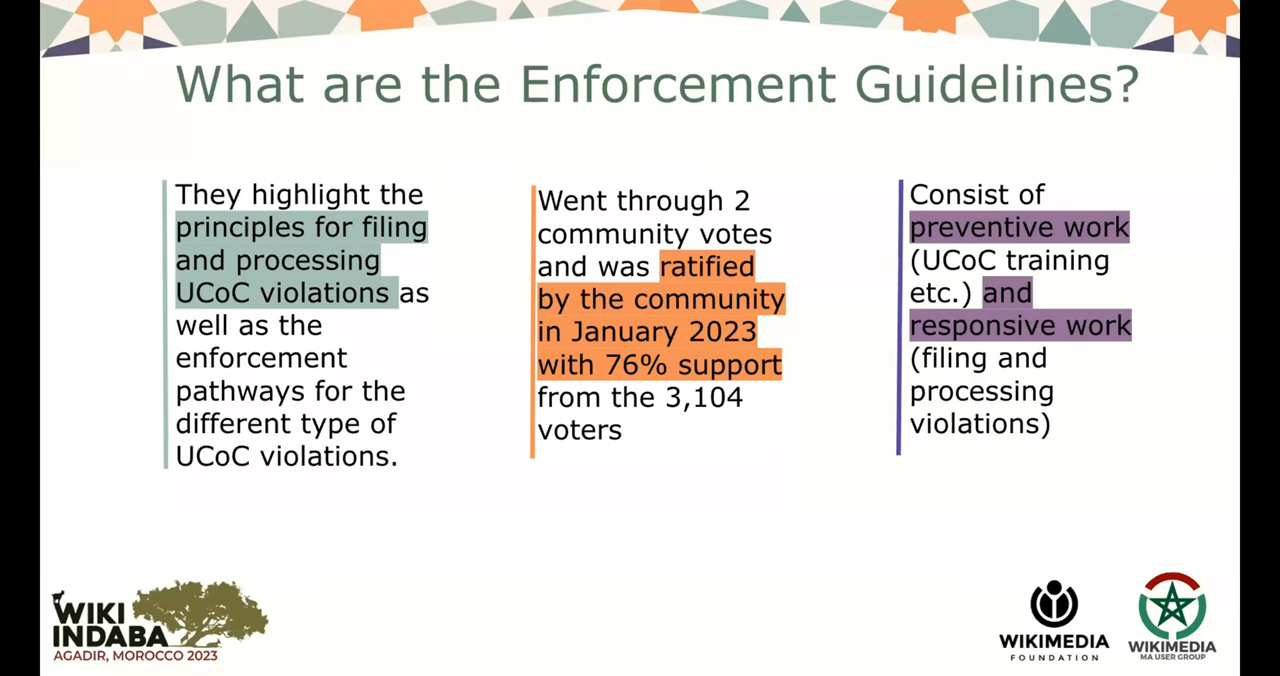 What are the Enforcement Guidelines?
They highlight the
principles for filing
and processing
UCoC violations as
well as the
enforcement
pathways for the
different type of
UCoC violations.
Went through 2
community votes
and was ratified
by the community
in January 2023
with 76% support
from the 3,104
voters
Consist of
preventive work
(UCoC training
etc.) and
responsive work
(filing and
processing
violations)
WIKI
INDABA
AGADIR, MOROCCO 2023
WIKIMEDIA
FOUNDATION
WIKIMEDIA
MA USER GROUP